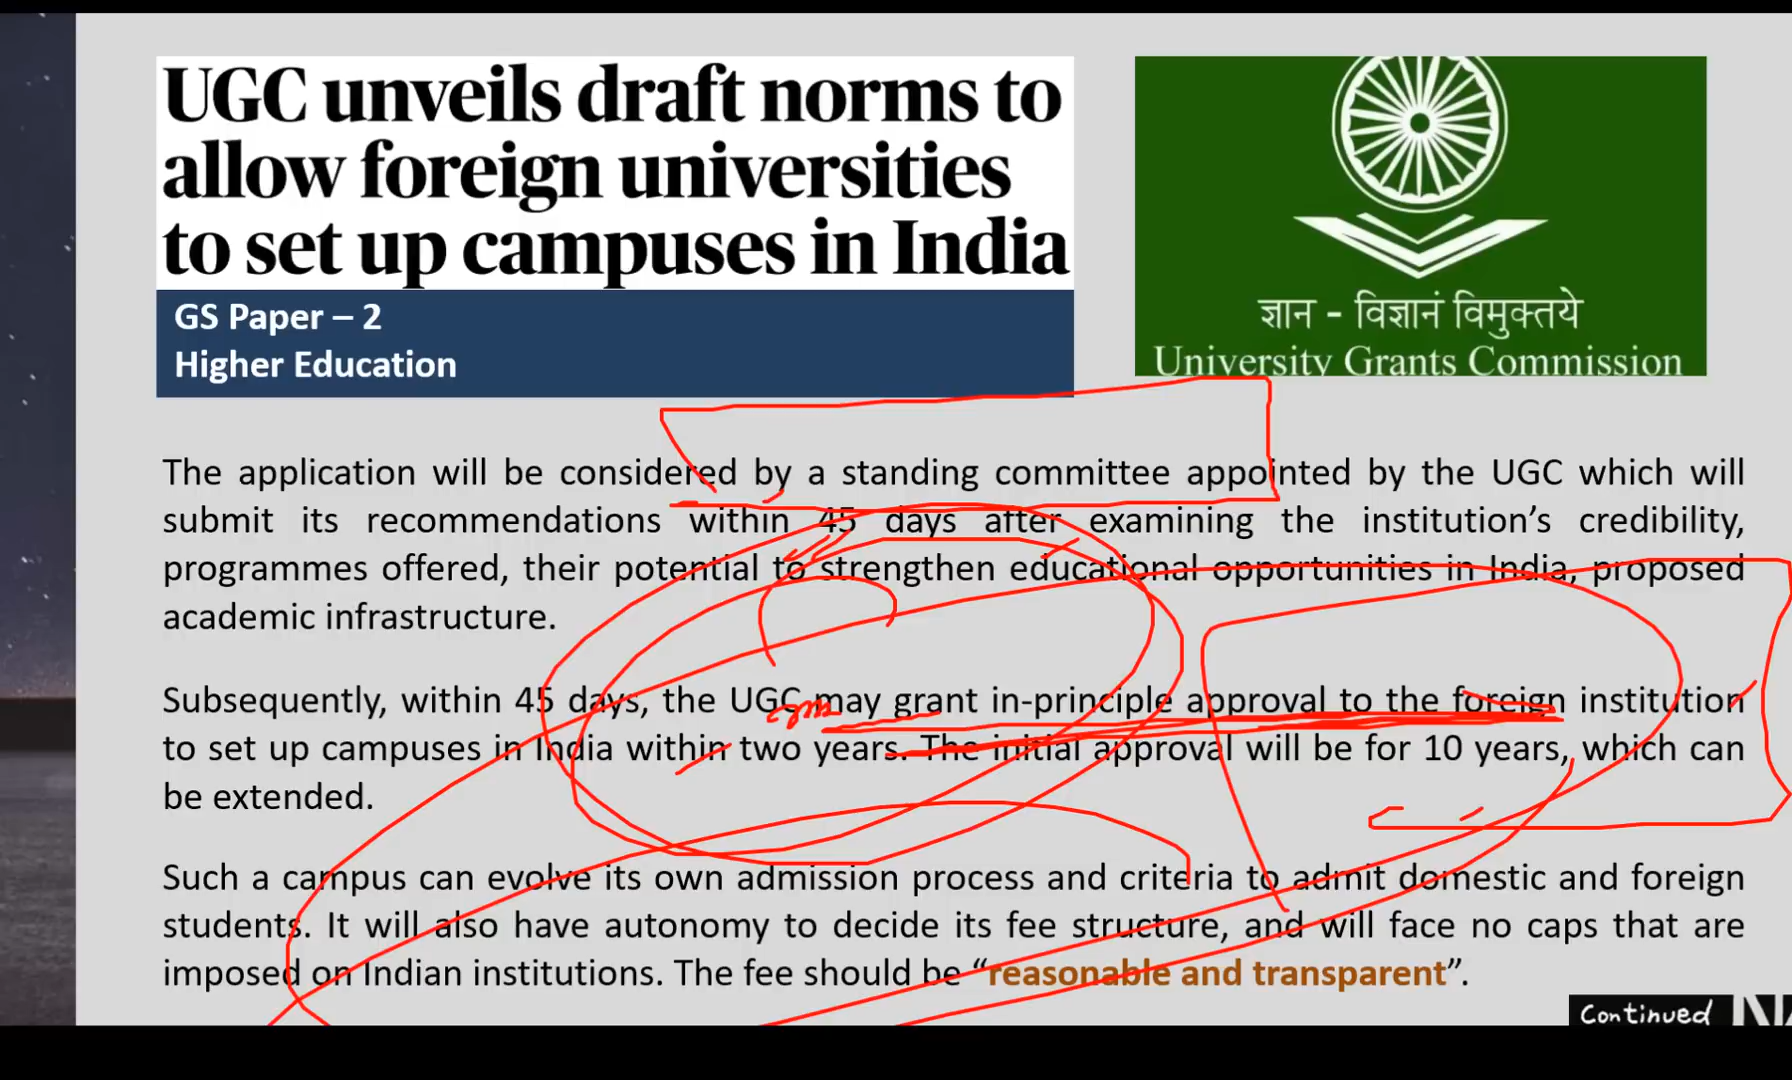 UGC unveils draft norms to
allow foreign universities
to set up campuses in India
GS Paper – 2
Higher Education
ज्ञान - विज्ञानं विमुक्तये
University Grants Commission
The application will be considered by a standing committee appointed by the UGC which will
submit its recommendations within 45 days after examining the institution’s credibility,
programmes offered, their potential to strengthen educational opportunities in India, proposed
academic infrastructure.
Subsequently, within 45 days, the UGC may grant in-principle approval to the foreign institution
to set up campuses in India within two years. The initial approval will be for 10 years, which can
be extended.
Such a campus can evolve its own admission process and criteria to admit domestic and foreign
students. It will also have autonomy to decide its fee structure, and will face no caps that are
imposed on Indian institutions. The fee should be “reasonable and transparent”.
Continued